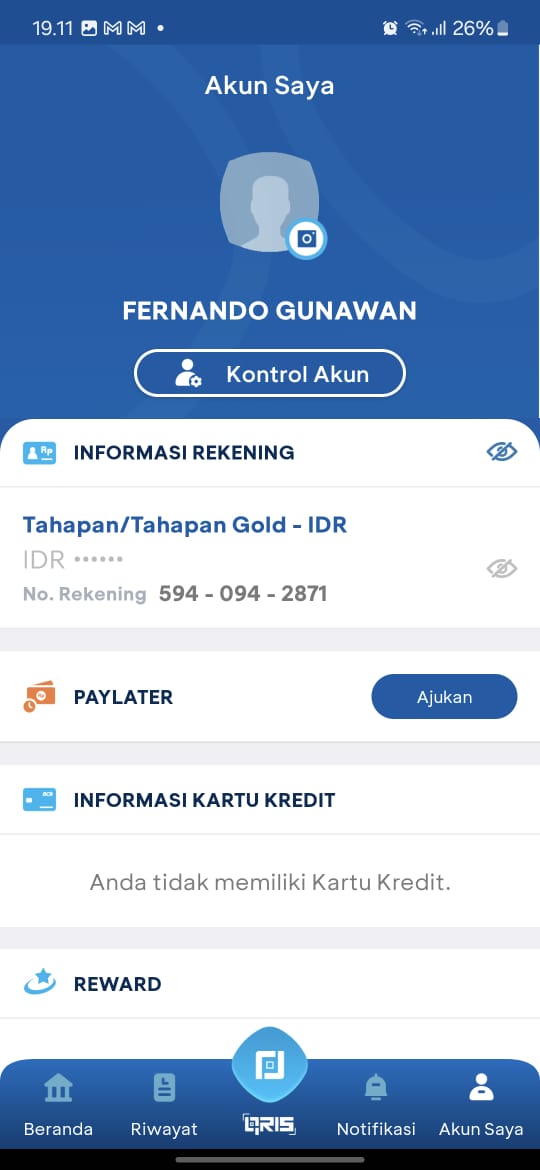 19.11 26%
Akun Saya
FERNANDO GUNAWAN
Kontrol Akun
Rp INFORMASI REKENING
Tahapan/Tahapan Gold - IDR
IDR ••••••
No. Rekening 594 - 094 - 2871
PAYLATER Ajukan
BCA INFORMASI KARTU KREDIT
Anda tidak memiliki Kartu Kredit.
REWARD
Beranda Riwayat QRIS Notifikasi Akun Saya